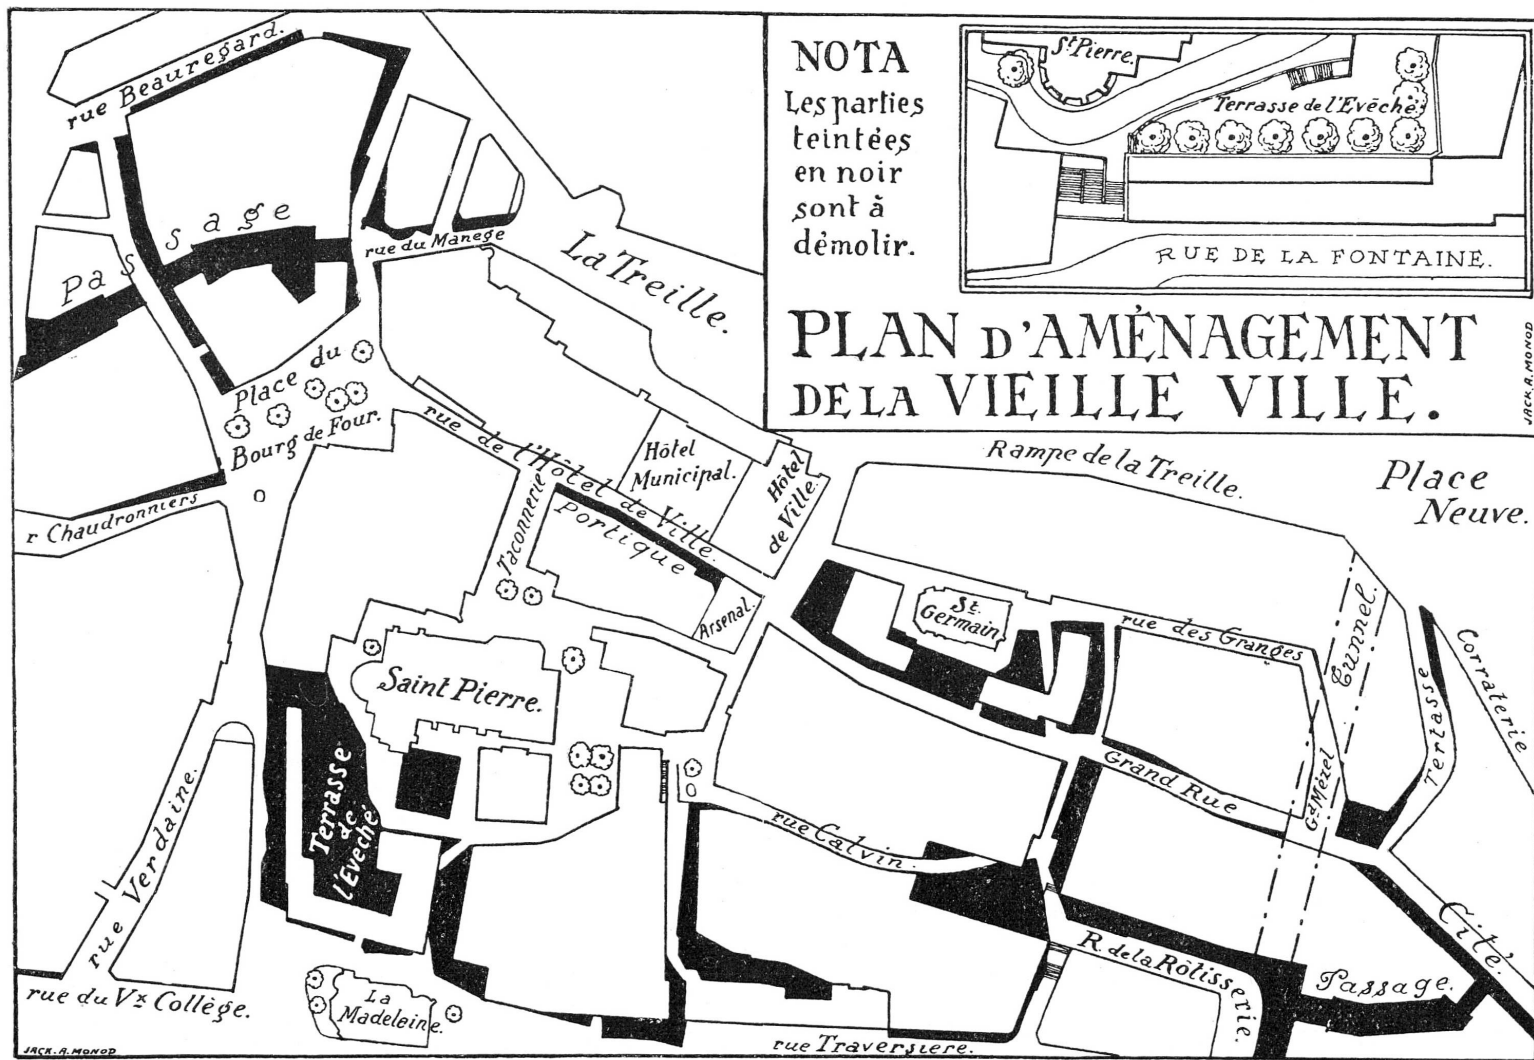 NOTA
Les parties
teintées
en noir
sont à
démolir.
St Pierre.
Terrasse de l'Evêché.
RUE DE LA FONTAINE.
PLAN D'AMÉNAGEMENT
DE LA VIEILLE VILLE.
JACK.A.MONOD
rue Beauregard.
Passage
rue du Manege
La Treille.
Place du
Bourg de Four.
rue de l'Hôtel de Ville.
Hôtel
Municipal.
Hôtel
de Ville.
Rampe de la Treille.
Place
Neuve.
r Chaudronniers
Taconnerie
Portique
Arsenal.
St.
Germain
rue des Granges
Tunnel.
Corraterie
Tertasse
Saint Pierre.
Terrasse
de
l'Evêché
Grand Rue
Gd Mézel
rue Calvin.
rue Verdaine.
Cité.
R. de la Rôtisserie.
Passage.
rue du Vx Collège.
La
Madeleine.
rue Traversiere.
JACK.A.MONOD